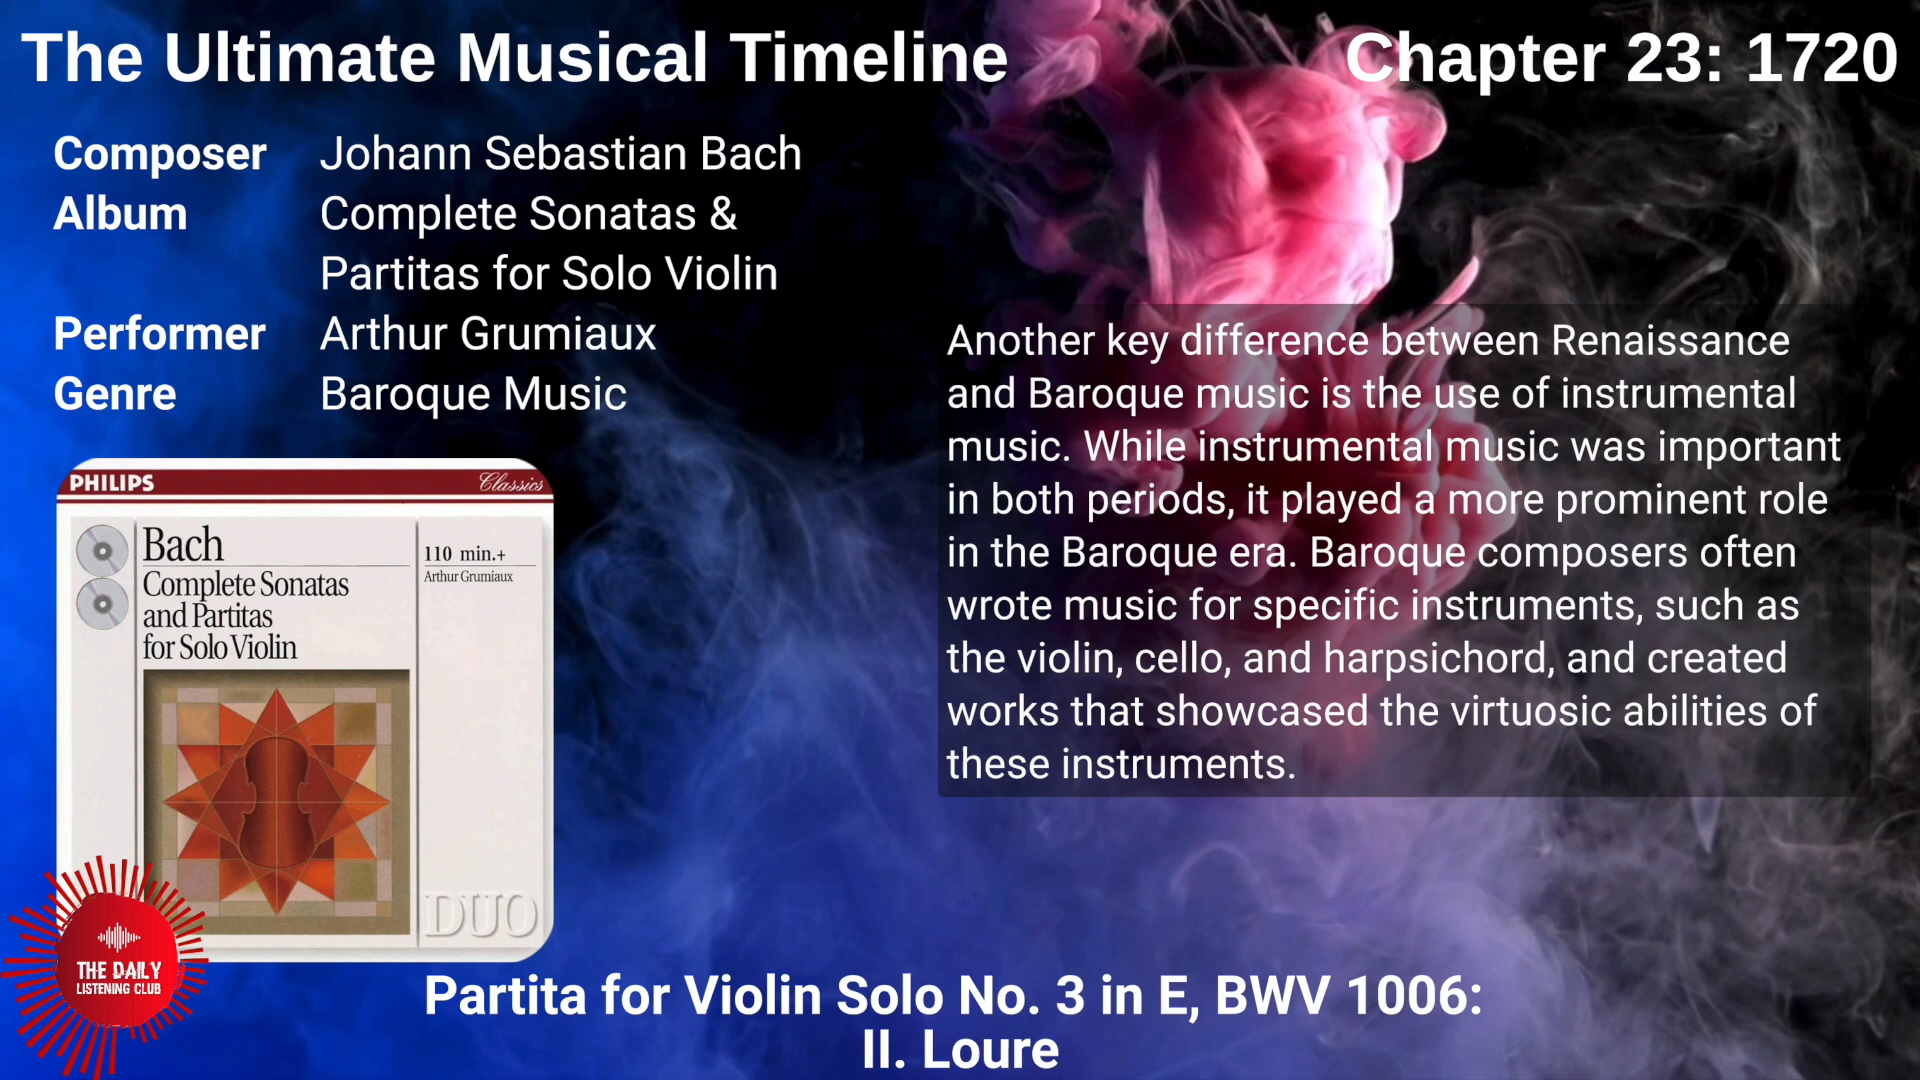 The Ultimate Musical Timeline
Chapter 23: 1720
Composer Johann Sebastian Bach
Album Complete Sonatas &
Partitas for Solo Violin
Performer Arthur Grumiaux
Genre Baroque Music
PHILIPS Classics
Bach
Complete Sonatas
and Partitas
for Solo Violin
110 min.+
Arthur Grumiaux
DUO
Another key difference between Renaissance
and Baroque music is the use of instrumental
music. While instrumental music was important
in both periods, it played a more prominent role
in the Baroque era. Baroque composers often
wrote music for specific instruments, such as
the violin, cello, and harpsichord, and created
works that showcased the virtuosic abilities of
these instruments.
THE DAILY
LISTENING CLUB
Partita for Violin Solo No. 3 in E, BWV 1006:
II. Loure